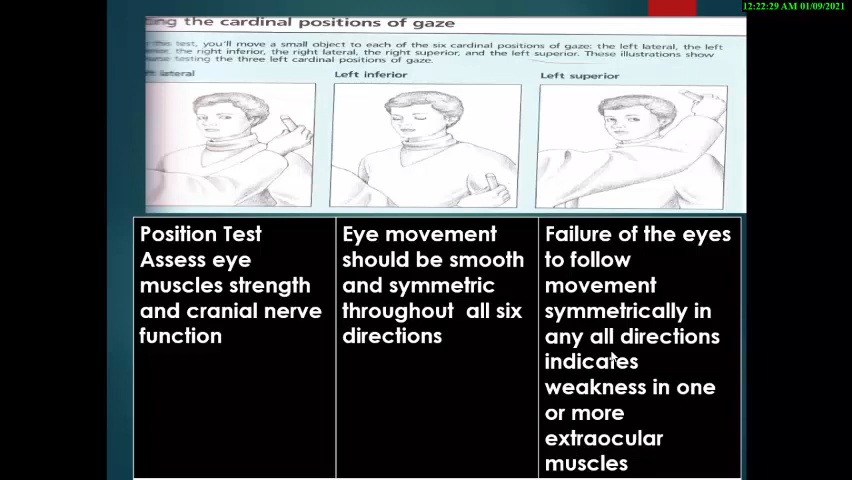 12:22:29 AM 01/09/2021
the cardinal positions of gaze
this test, you'll move a small object to each of the six cardinal positions of gaze: the left lateral, the left
the right inferior, the right lateral, the right superior, and the left superior. These illustrations show
testing the three left cardinal positions of gaze.
lateral
Left inferior
Left superior
Position Test
Assess eye
muscles strength
and cranial nerve
function
Eye movement
should be smooth
and symmetric
throughout all six
directions
Failure of the eyes
to follow
movement
symmetrically in
any all directions
indicates
weakness in one
or more
extraocular
muscles